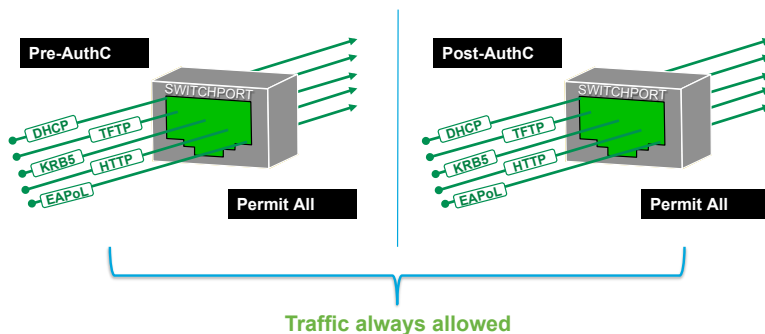 Pre-AuthC
SWITCHPORT
DHCP
TFTP
KRB5
HTTP
EAPoL
Permit All
Post-AuthC
SWITCHPORT
DHCP
TFTP
KRB5
HTTP
EAPoL
Permit All
Traffic always allowed